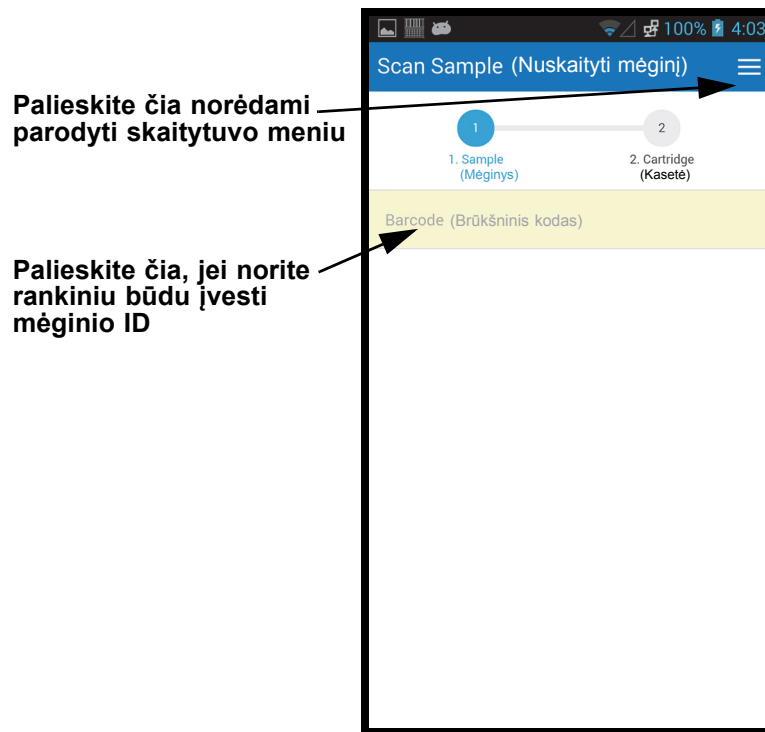 100% 4:03
Scan Sample (Nuskaityti mėginį)
Palieskite čia norėdami
parodyti skaitytuvo meniu
1
2
1. Sample
(Mėginys)
2. Cartridge
(Kasetė)
Barcode (Brūkšninis kodas)
Palieskite čia, jei norite
rankiniu būdu įvesti
mėginio ID